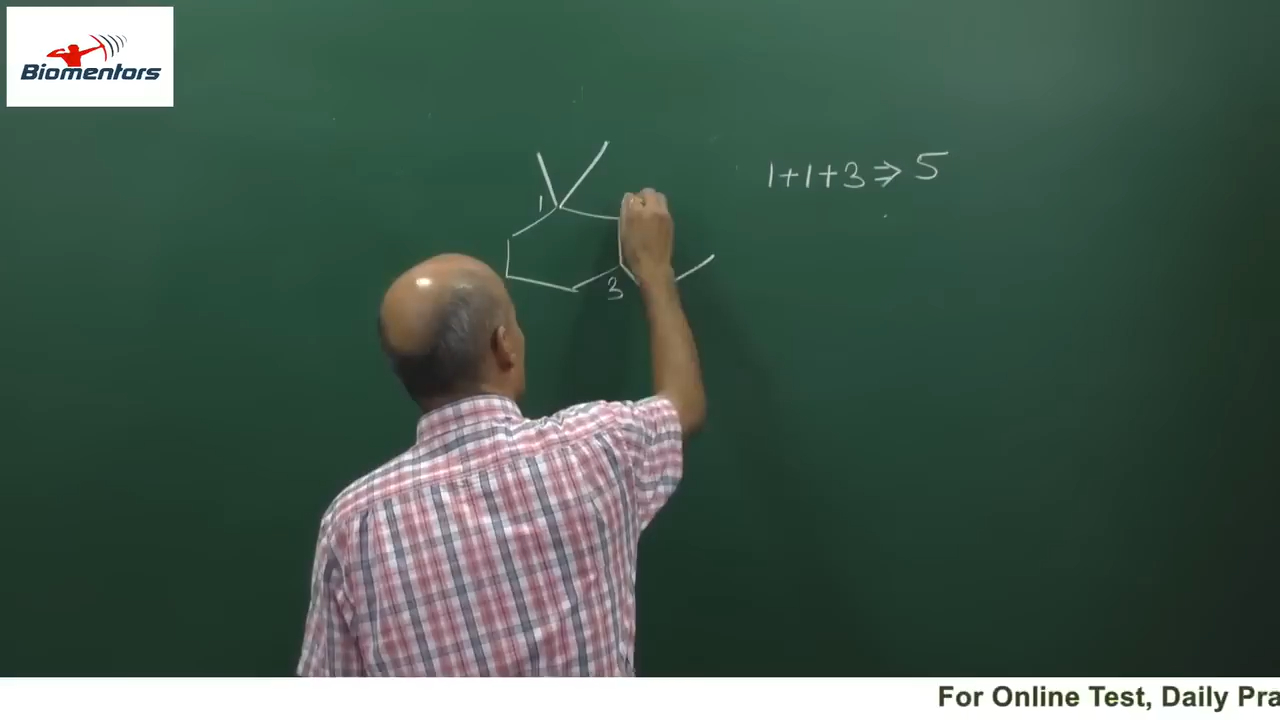 Biomentors
1+1+3⇒5
1
3
For Online Test, Daily Pra